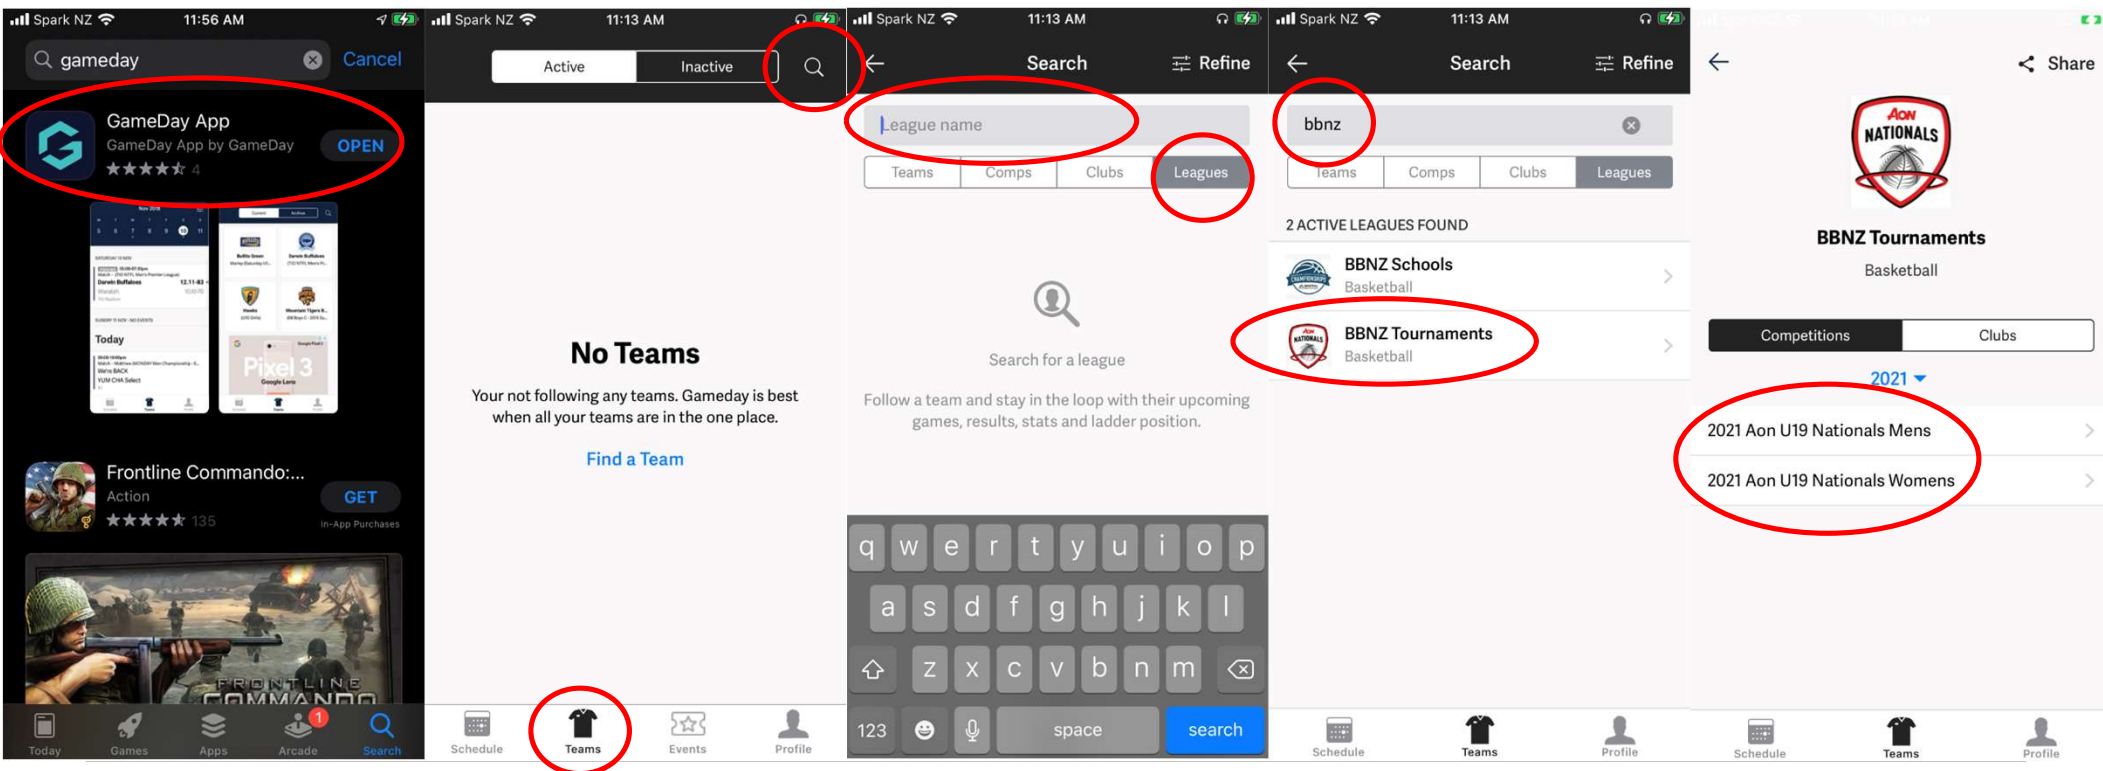 Spark NZ 11:56 AM
gameday Cancel
GameDay App
GameDay App by GameDay
OPEN
4
Today
Pixel 3
Google Lens
Frontline Commando:...
Action
GET
135
In-App Purchases
FRONTLINE
COMMANDO
1
Today Games Apps Arcade Search
Spark NZ 11:13 AM
Active Inactive
No Teams
Your not following any teams. Gameday is best
when all your teams are in the one place.
Find a Team
Schedule Teams Events Profile
Spark NZ 11:13 AM
Search Refine
League name
Teams Comps Clubs Leagues
Search for a league
Follow a team and stay in the loop with their upcoming
games, results, stats and ladder position.
q w e r t y u i o p
a s d f g h j k l
z x c v b n m
123 space search
Spark NZ 11:13 AM
Search Refine
bbnz
Teams Comps Clubs Leagues
2 ACTIVE LEAGUES FOUND
BBNZ Schools
Basketball
BBNZ Tournaments
Basketball
Schedule Teams Profile
Share
AON
NATIONALS
BBNZ Tournaments
Basketball
Competitions Clubs
2021
2021 Aon U19 Nationals Mens
2021 Aon U19 Nationals Womens
Schedule Teams Profile